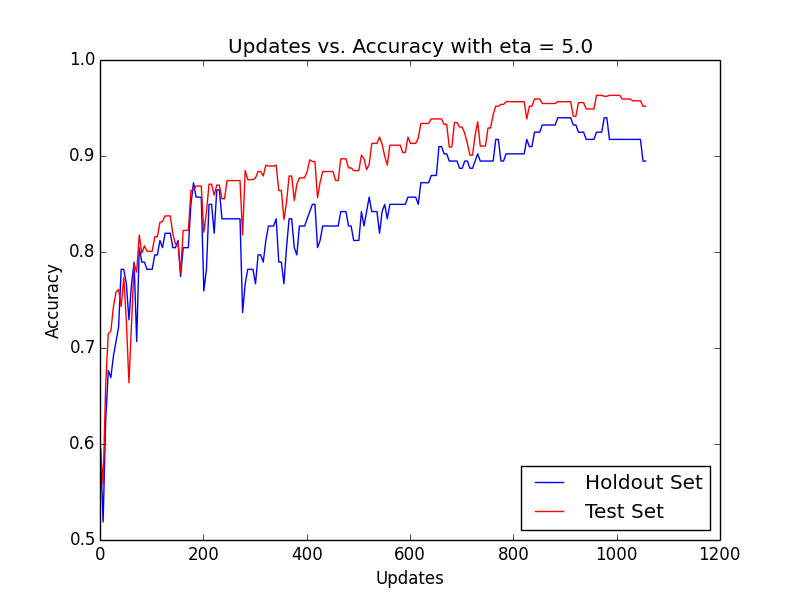 Updates vs. Accuracy with eta = 5.0
1.0
0.9
0.8
0.7
0.6
0.5
Accuracy
0
200
400
600
800
1000
1200
Updates
Holdout Set
Test Set